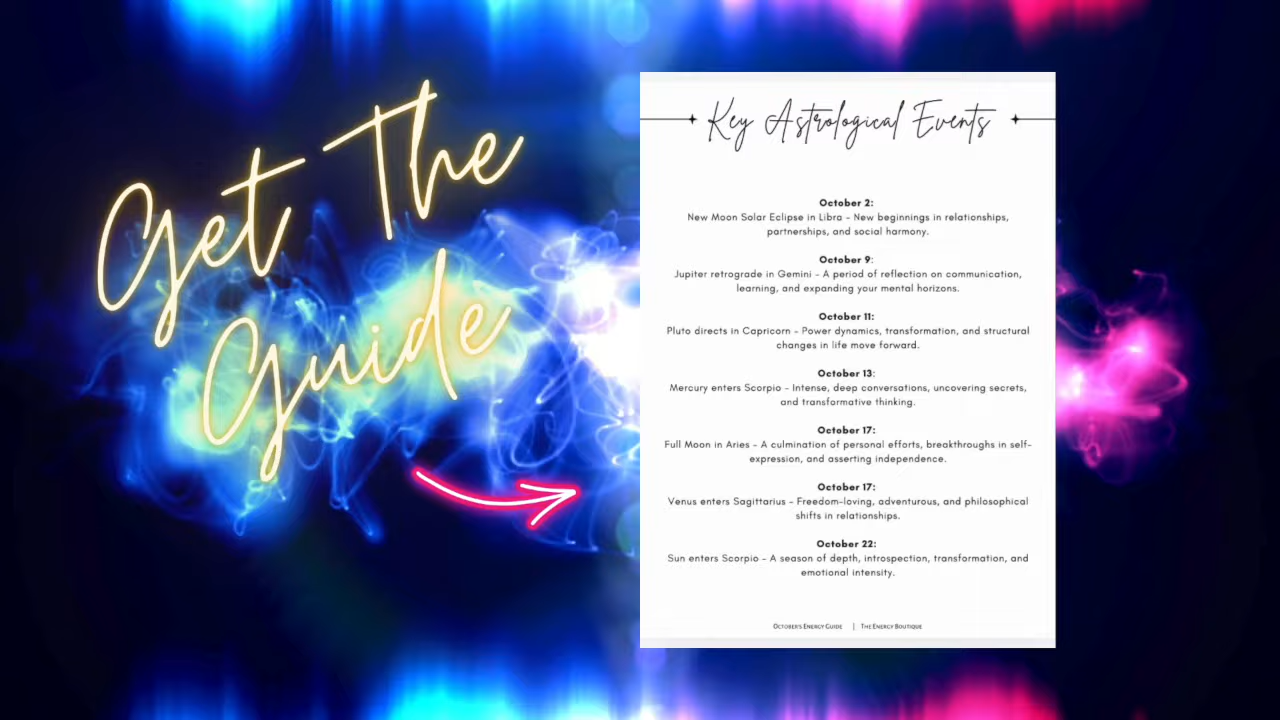 Get The
Guide
Key Astrological Events
October 2:
New Moon Solar Eclipse in Libra - New beginnings in relationships,
partnerships, and social harmony.
October 9:
Jupiter retrograde in Gemini - A period of reflection on communication,
learning, and expanding your mental horizons.
October 11:
Pluto directs in Capricorn - Power dynamics, transformation, and structural
changes in life move forward.
October 13:
Mercury enters Scorpio - Intense, deep conversations, uncovering secrets,
and transformative thinking.
October 17:
Full Moon in Aries - A culmination of personal efforts, breakthroughs in self-
expression, and asserting independence.
October 17:
Venus enters Sagittarius - Freedom-loving, adventurous, and philosophical
shifts in relationships.
October 22:
Sun enters Scorpio - A season of depth, introspection, transformation, and
emotional intensity.
October's Energy Guide | The Energy Boutique